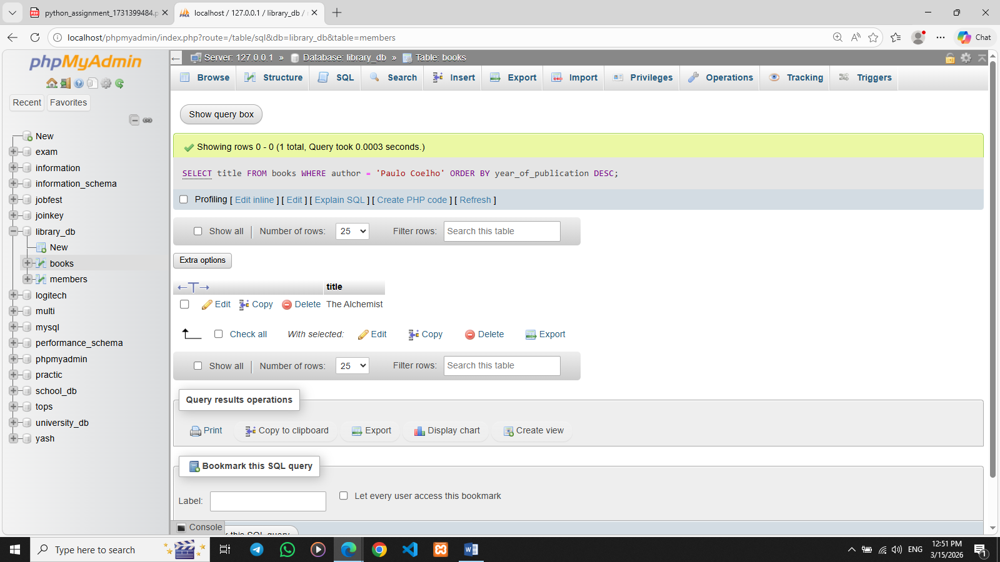 python_assignment_1731399484.p
localhost / 127.0.0.1 / library_db /
localhost/phpmyadmin/index.php?route=/table/sql&db=library_db&table=members
Chat
phpMyAdmin
Recent
Favorites
New
exam
information
information_schema
jobfest
joinkey
library_db
New
books
members
logitech
multi
mysql
performance_schema
phpmyadmin
practic
school_db
tops
university_db
yash
Server: 127.0.0.1 » Database: library_db » Table: books
Browse Structure SQL Search Insert Export Import Privileges Operations Tracking Triggers
Show query box
Showing rows 0 - 0 (1 total, Query took 0.0003 seconds.)
SELECT title FROM books WHERE author = 'Paulo Coelho' ORDER BY year_of_publication DESC;
Profiling [ Edit inline ] [ Edit ] [ Explain SQL ] [ Create PHP code ] [ Refresh ]
Show all | Number of rows: 25 Filter rows: Search this table
Extra options
title
Edit Copy Delete The Alchemist
Check all With selected: Edit Copy Delete Export
Show all | Number of rows: 25 Filter rows: Search this table
Query results operations
Print Copy to clipboard Export Display chart Create view
Bookmark this SQL query
Label: Let every user access this bookmark
Console
this SQL query
Type here to search
ENG
12:51 PM
3/15/2026
1